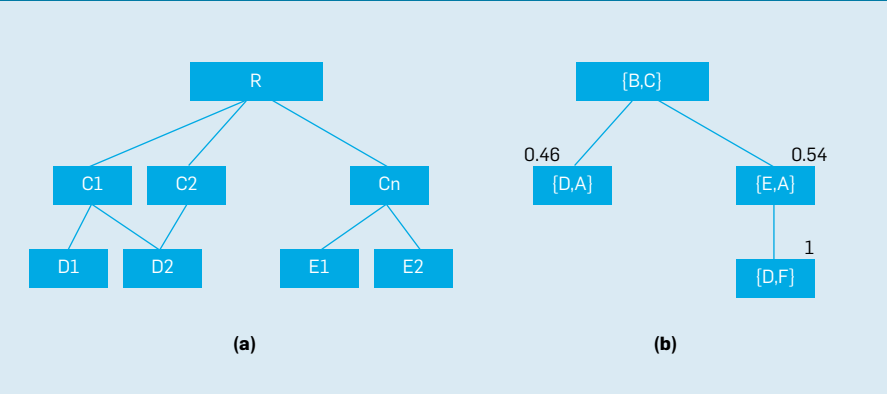 R
C1
C2
Cn
D1
D2
E1
E2
(a)
{B,C}
0.46
0.54
{D,A}
{E,A}
1
{D,F}
(b)